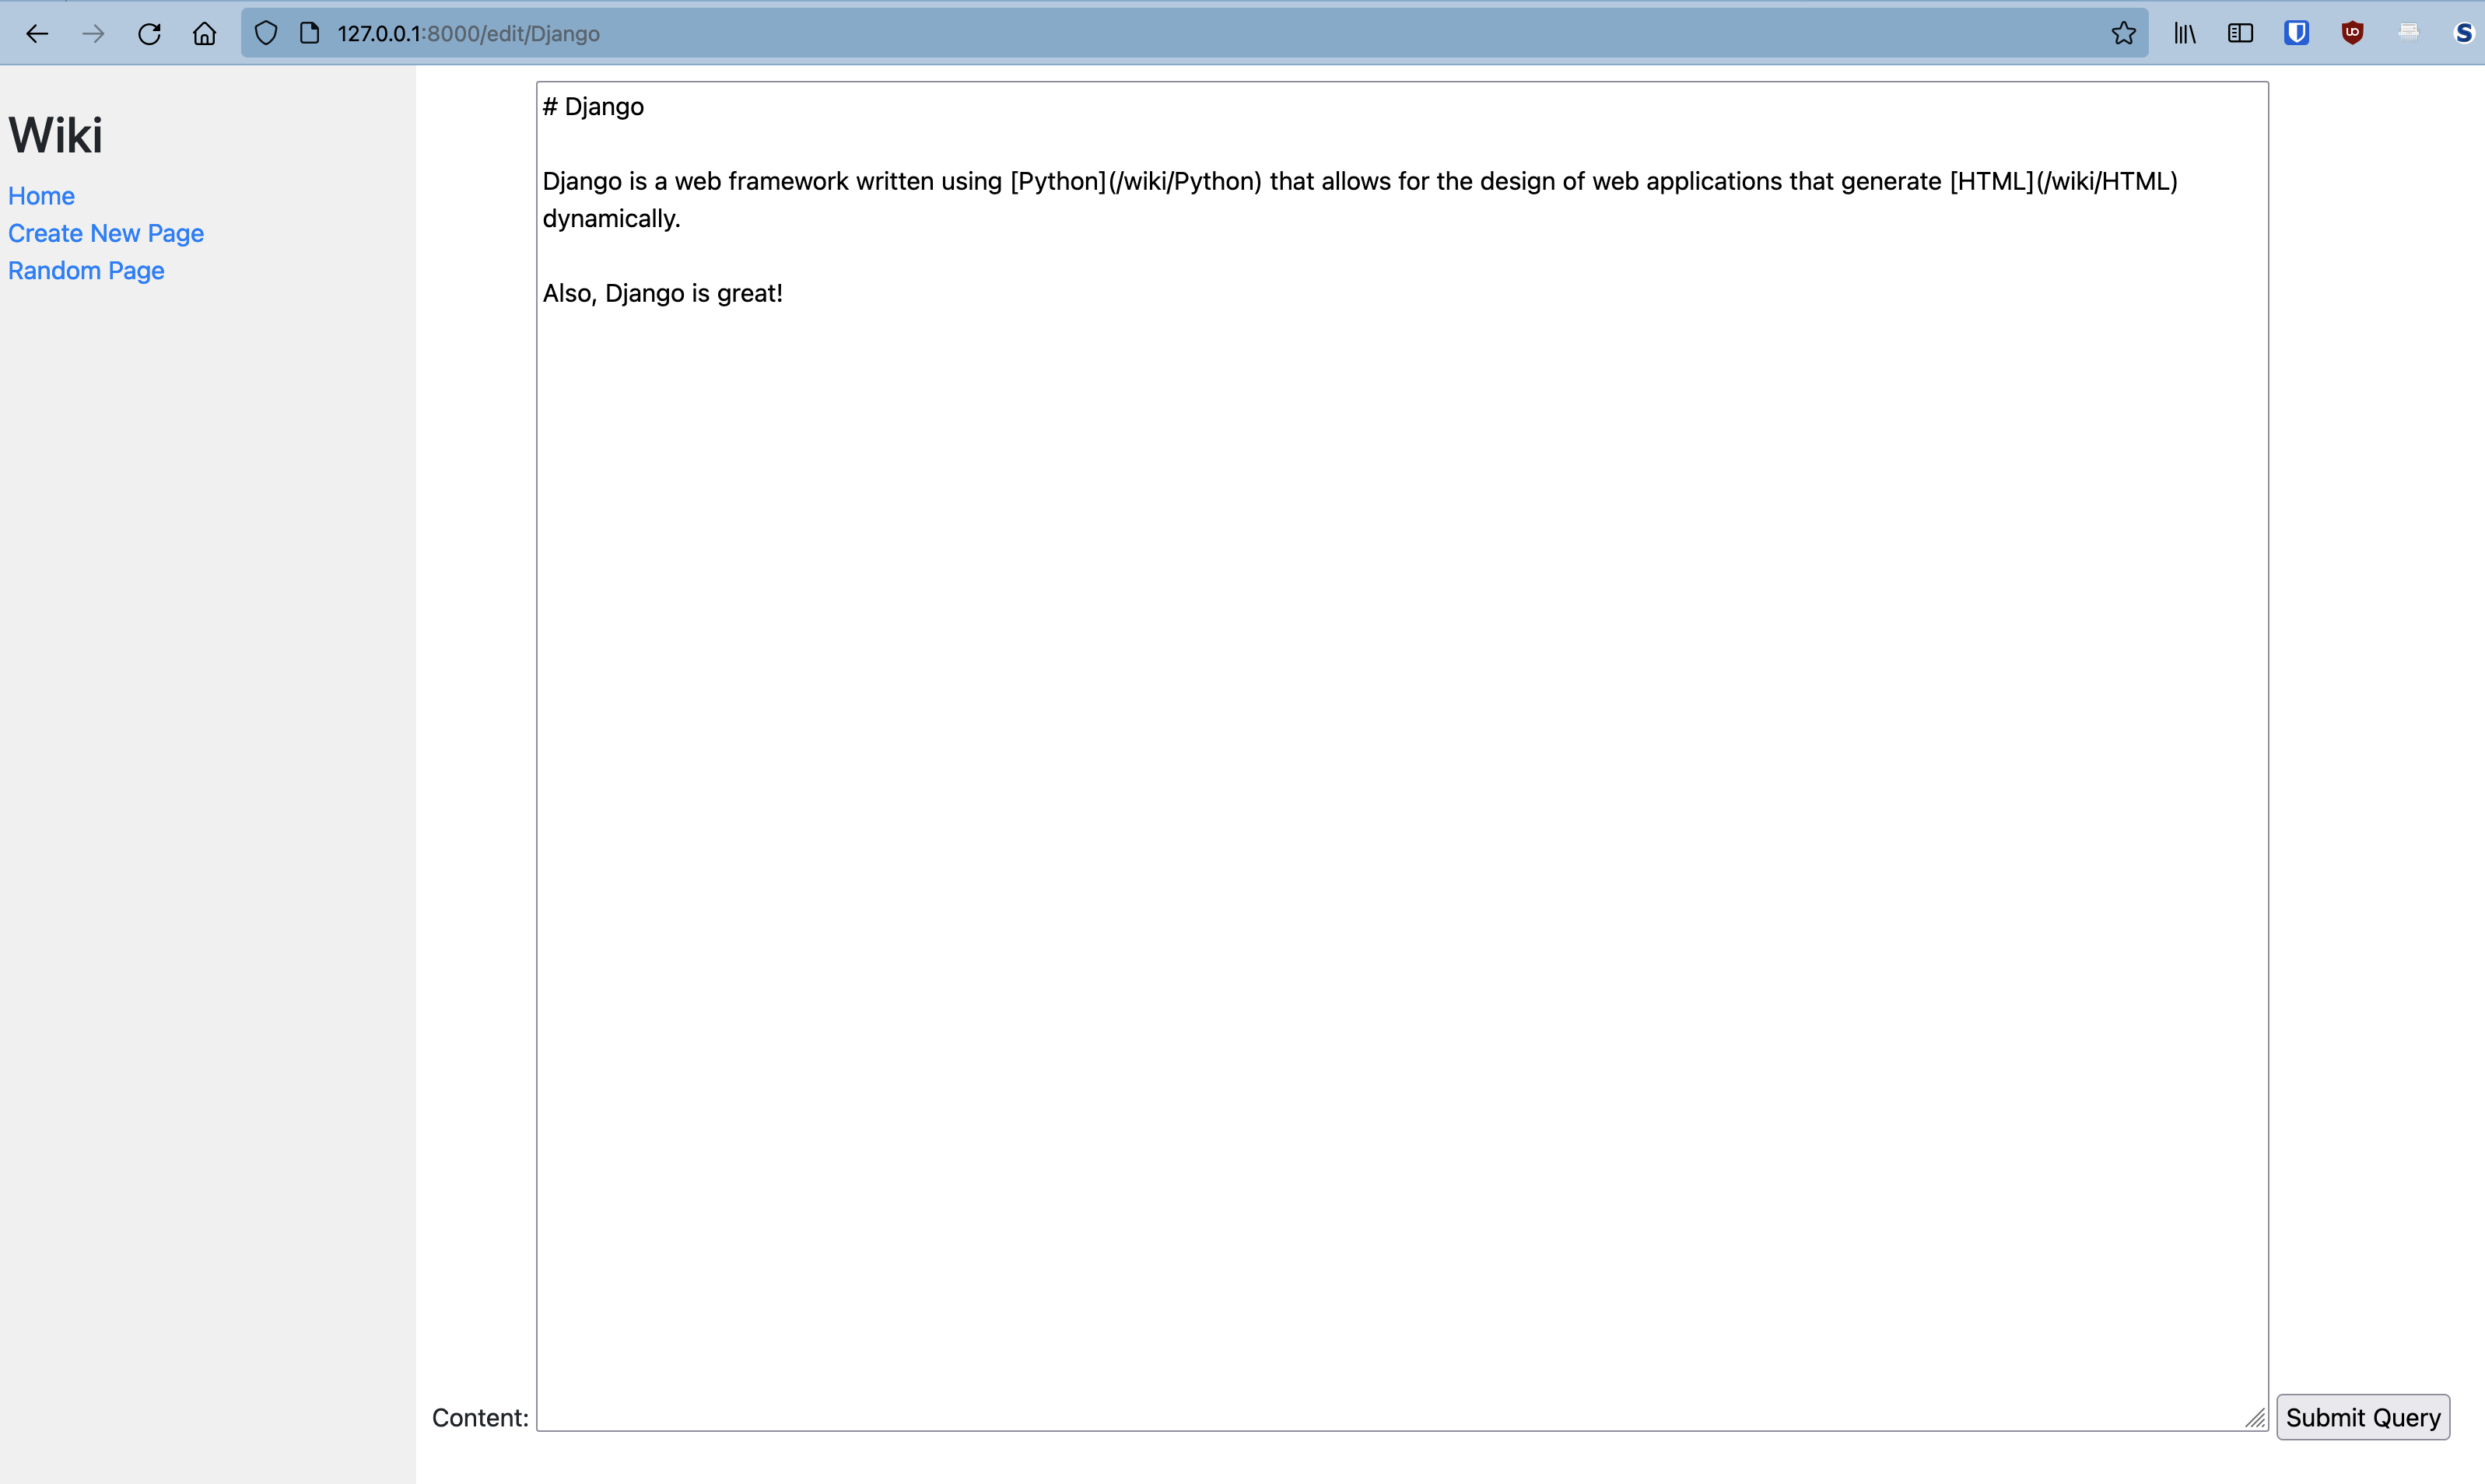 127.0.0.1:8000/edit/Django
Wiki
Home
Create New Page
Random Page
# Django
Django is a web framework written using [Python](/wiki/Python) that allows for the design of web applications that generate [HTML](/wiki/HTML)
dynamically.
Also, Django is great!
Content:
Submit Query